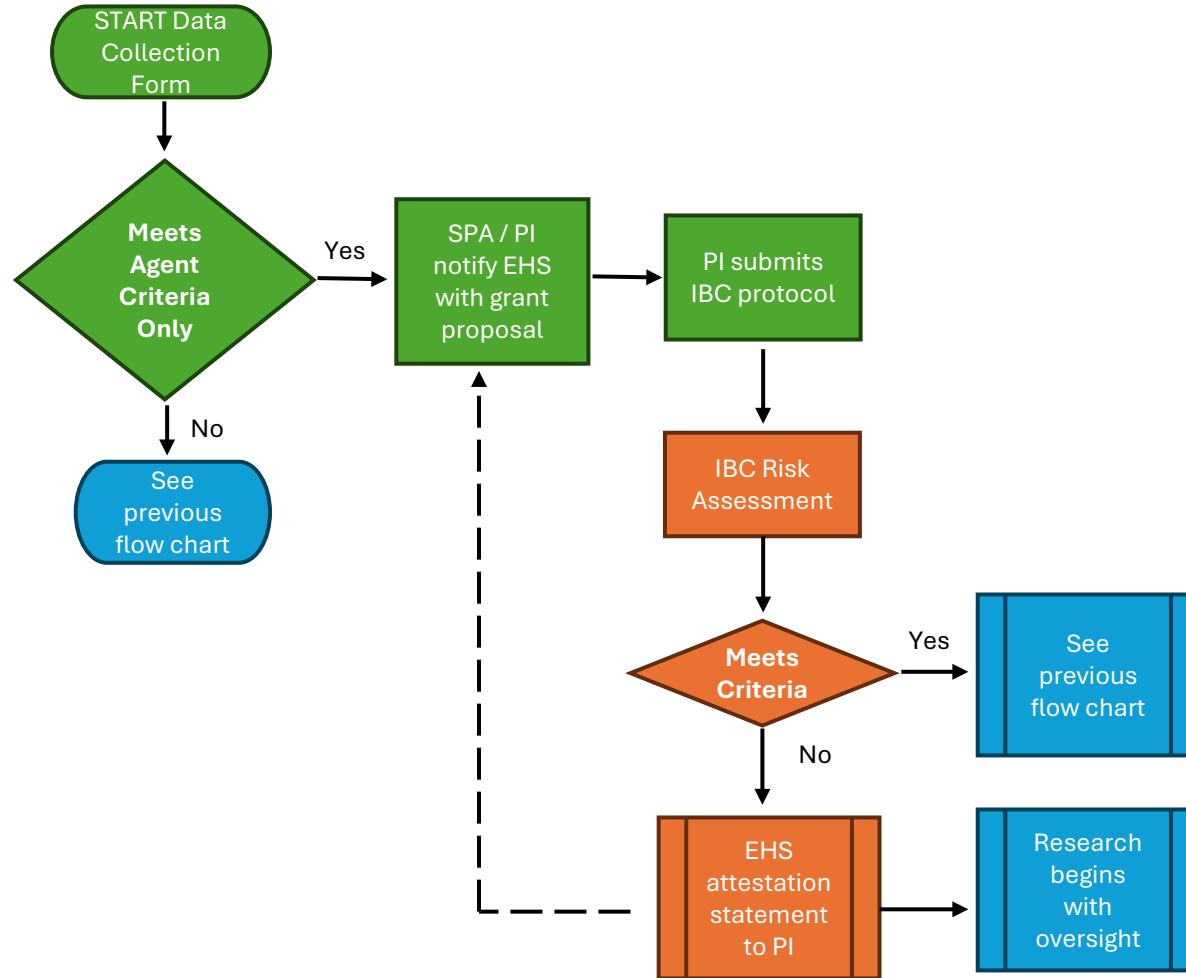 START Data
Collection
Form
Meets
Agent
Criteria
Only
Yes
SPA / PI
notify EHS
with grant
proposal
PI submits
IBC protocol
No
See
previous
flow chart
IBC Risk
Assessment
Meets
Criteria
Yes
See
previous
flow chart
No
EHS
attestation
statement
to PI
Research
begins
with
oversight